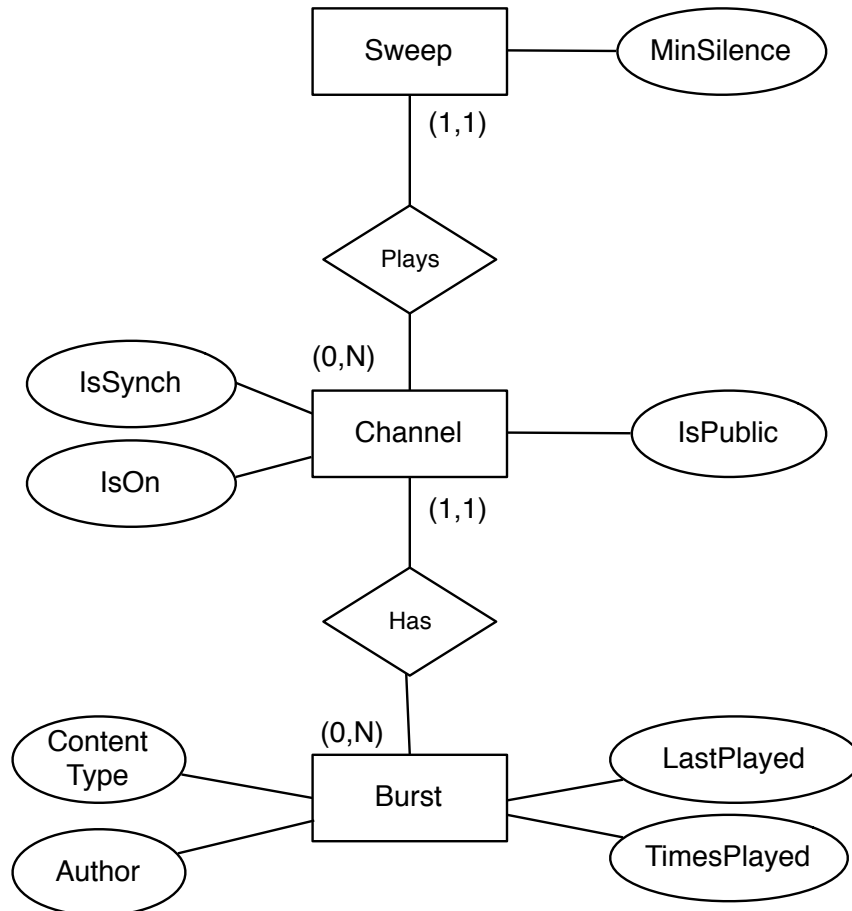 Sweep
MinSilence
(1,1)
Plays
(0,N)
IsSynch
Channel
IsPublic
IsOn
(1,1)
Has
(0,N)
Content
Type
LastPlayed
Burst
Author
TimesPlayed